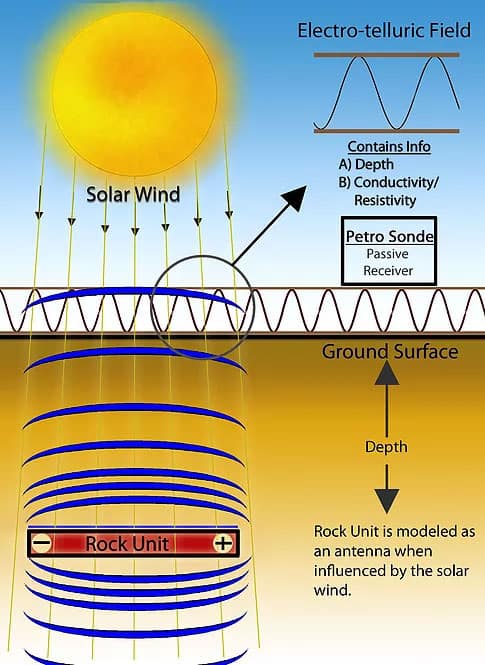 Electro-telluric Field
Contains Info
A) Depth
B) Conductivity/
Resistivity
Solar Wind
Petro Sonde
Passive
Receiver
Ground Surface
Depth
Rock Unit is modeled as
an antenna when
influenced by the solar
wind.
− Rock Unit +